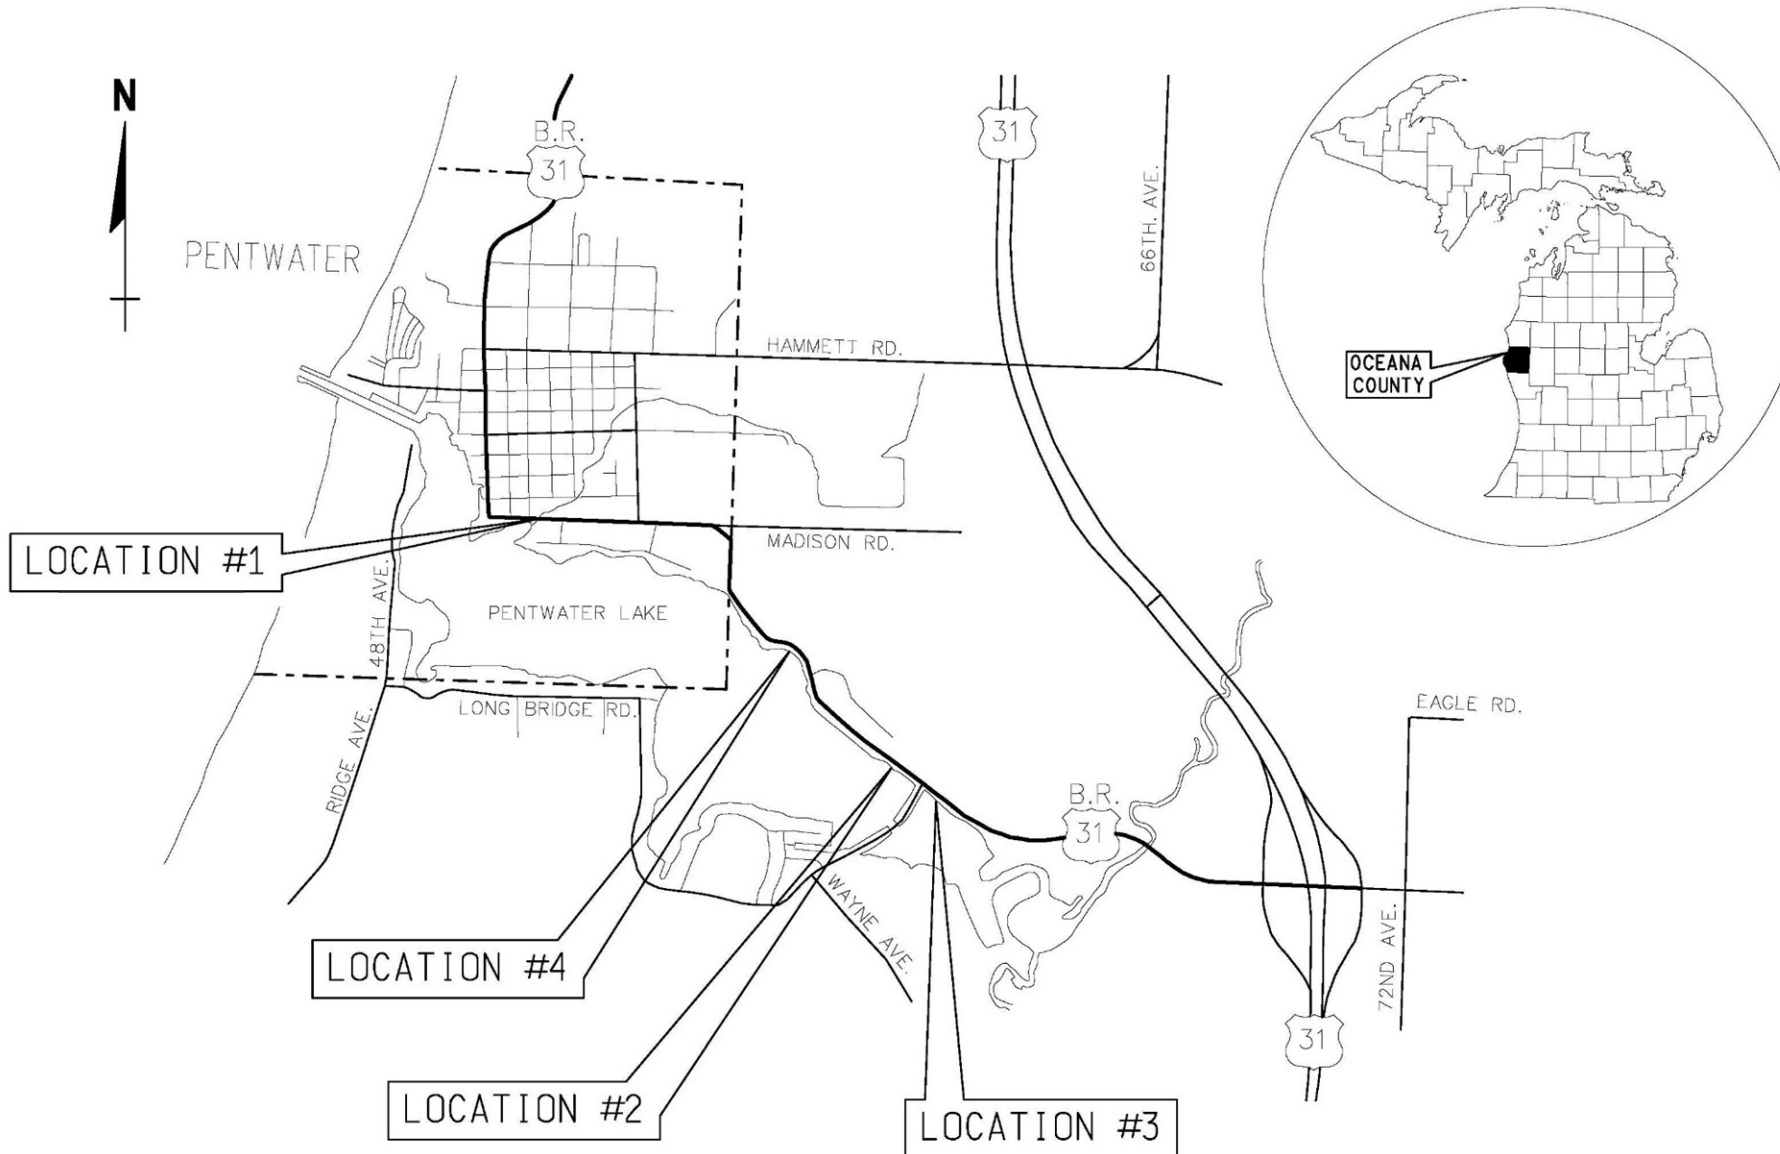 N
B.R.
31
31
66TH. AVE.
PENTWATER
HAMMETT RD.
OCEANA
COUNTY
MADISON RD.
LOCATION #1
48TH AVE.
PENTWATER LAKE
LONG BRIDGE RD.
EAGLE RD.
RIDGE AVE.
B.R.
31
WAYNE AVE.
72ND AVE.
LOCATION #4
31
LOCATION #2
LOCATION #3